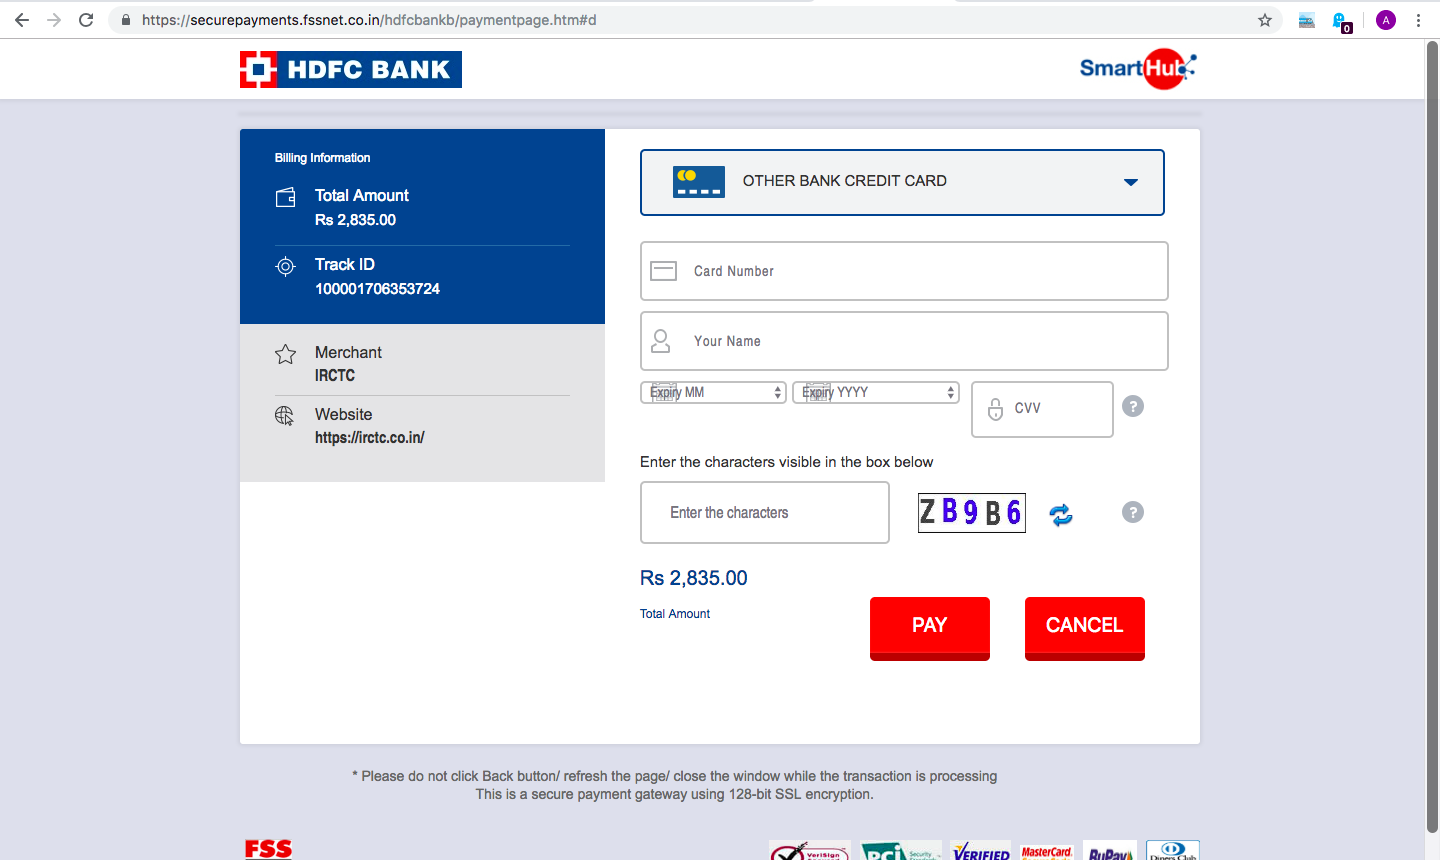 https://securepayments.fssnet.co.in/hdfcbankb/paymentpage.htm#d
0
A
HDFC BANK
SmartHub
Billing Information
Total Amount
Rs 2,835.00
Track ID
100001706353724
Merchant
IRCTC
Website
https://irctc.co.in/
OTHER BANK CREDIT CARD
Card Number
Your Name
Expiry MM
Expiry YYYY
CVV
?
Enter the characters visible in the box below
Enter the characters
ZB9B6
?
Rs 2,835.00
Total Amount
PAY
CANCEL
* Please do not click Back button/ refresh the page/ close the window while the transaction is processing
This is a secure payment gateway using 128-bit SSL encryption.
FSS
VeriSign
PCI Security
VERIFIED
MasterCard.
RuPay
Diners Club